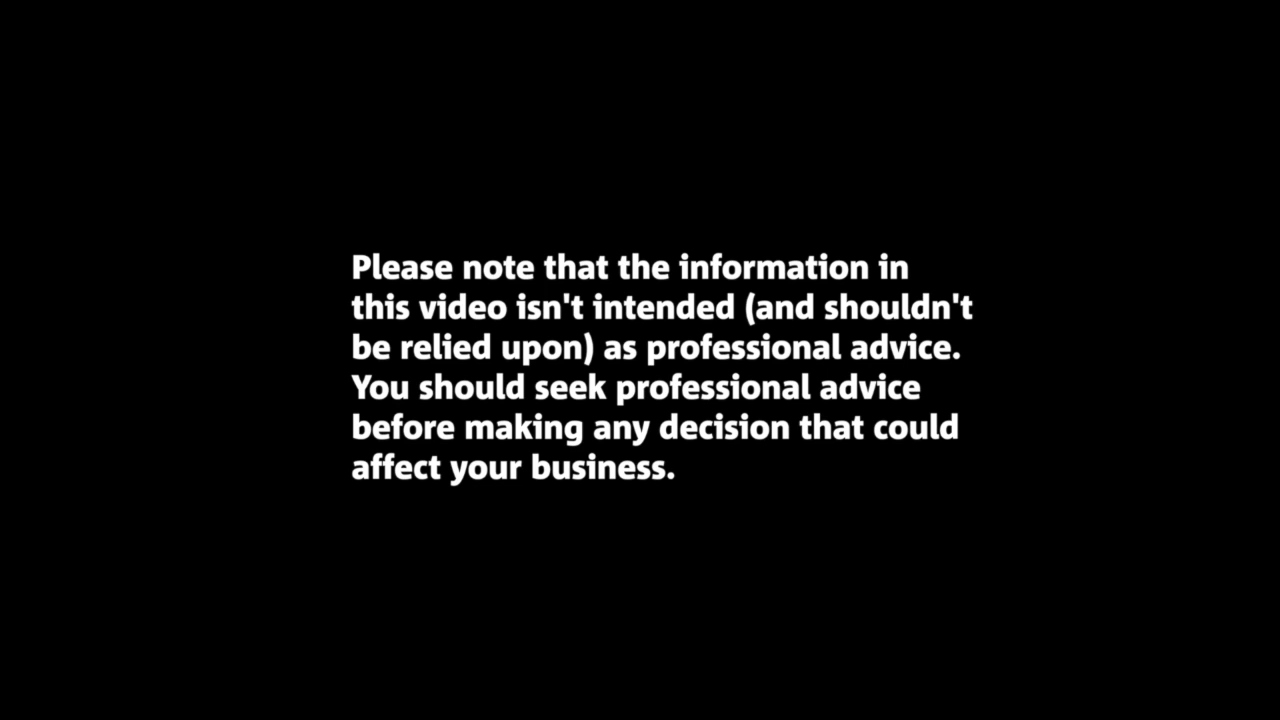 Please note that the information in
this video isn't intended (and shouldn't
be relied upon) as professional advice.
You should seek professional advice
before making any decision that could
affect your business.